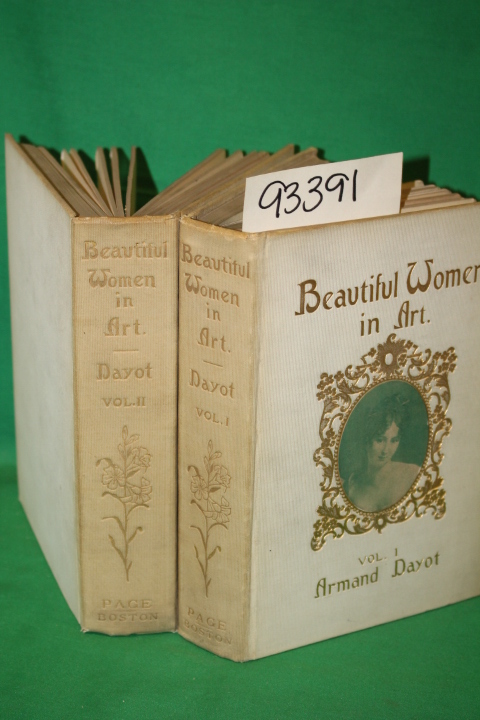 93391
Beautiful
Women
in
Art.
Dayot
VOL. II
PAGE
BOSTON
Beautiful
Women
in
Art.
Dayot
VOL. I
PAGE
BOSTON
Beautiful Women
in Art.
VOL. I
Armand Dayot